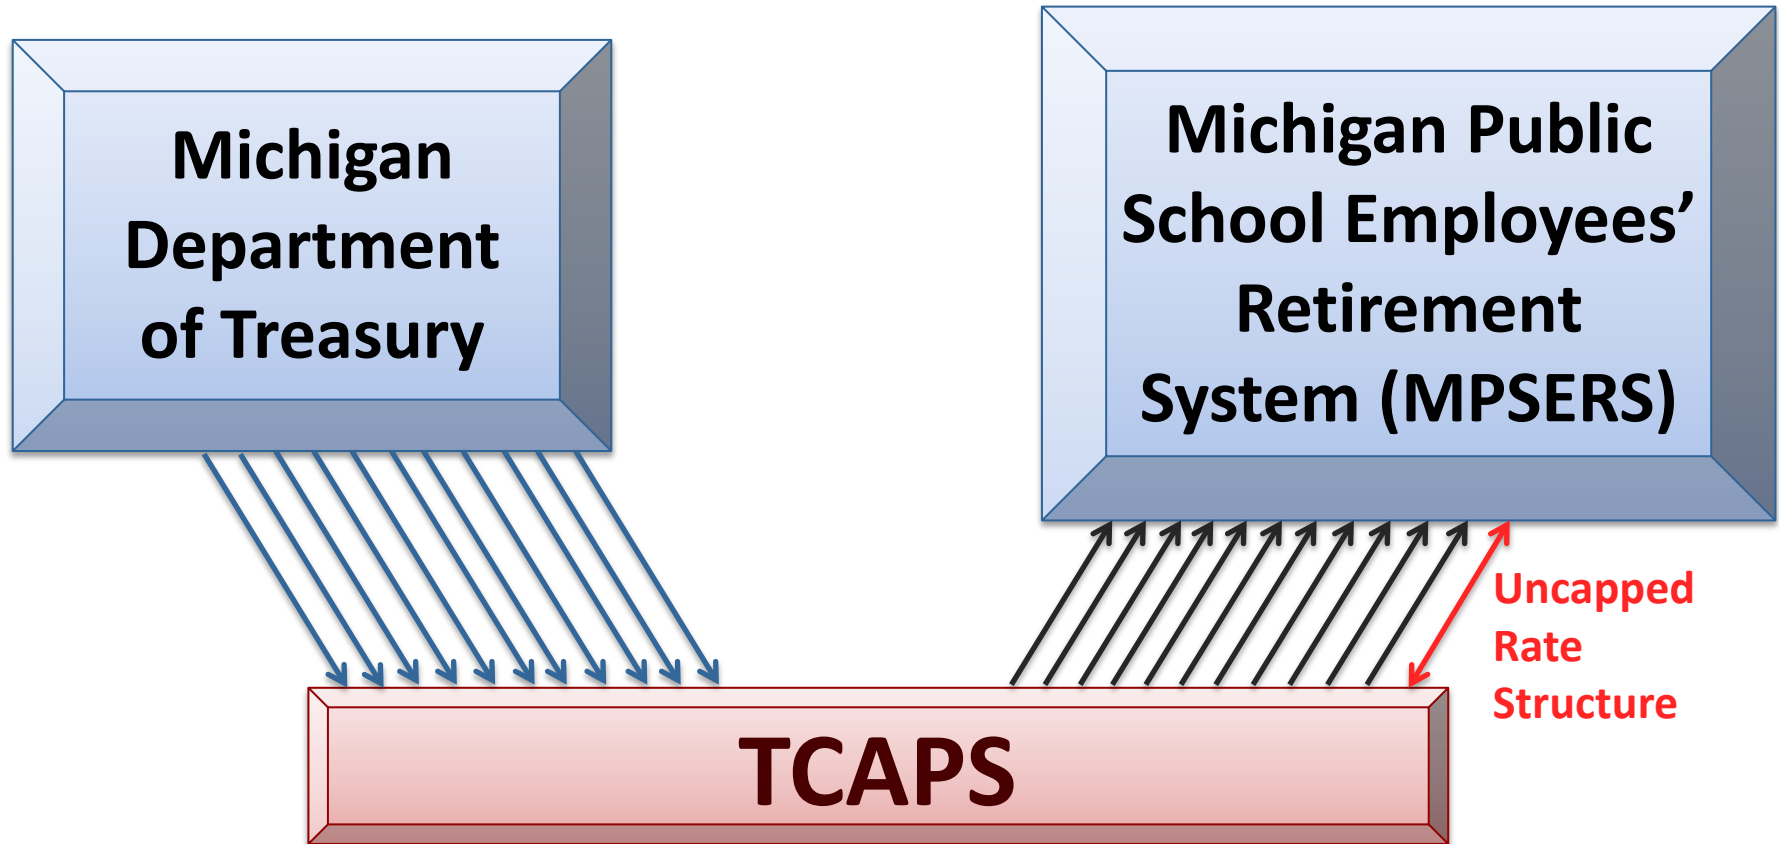 Michigan
Department
of Treasury
Michigan Public
School Employees’
Retirement
System (MPSERS)
Uncapped
Rate
Structure
TCAPS